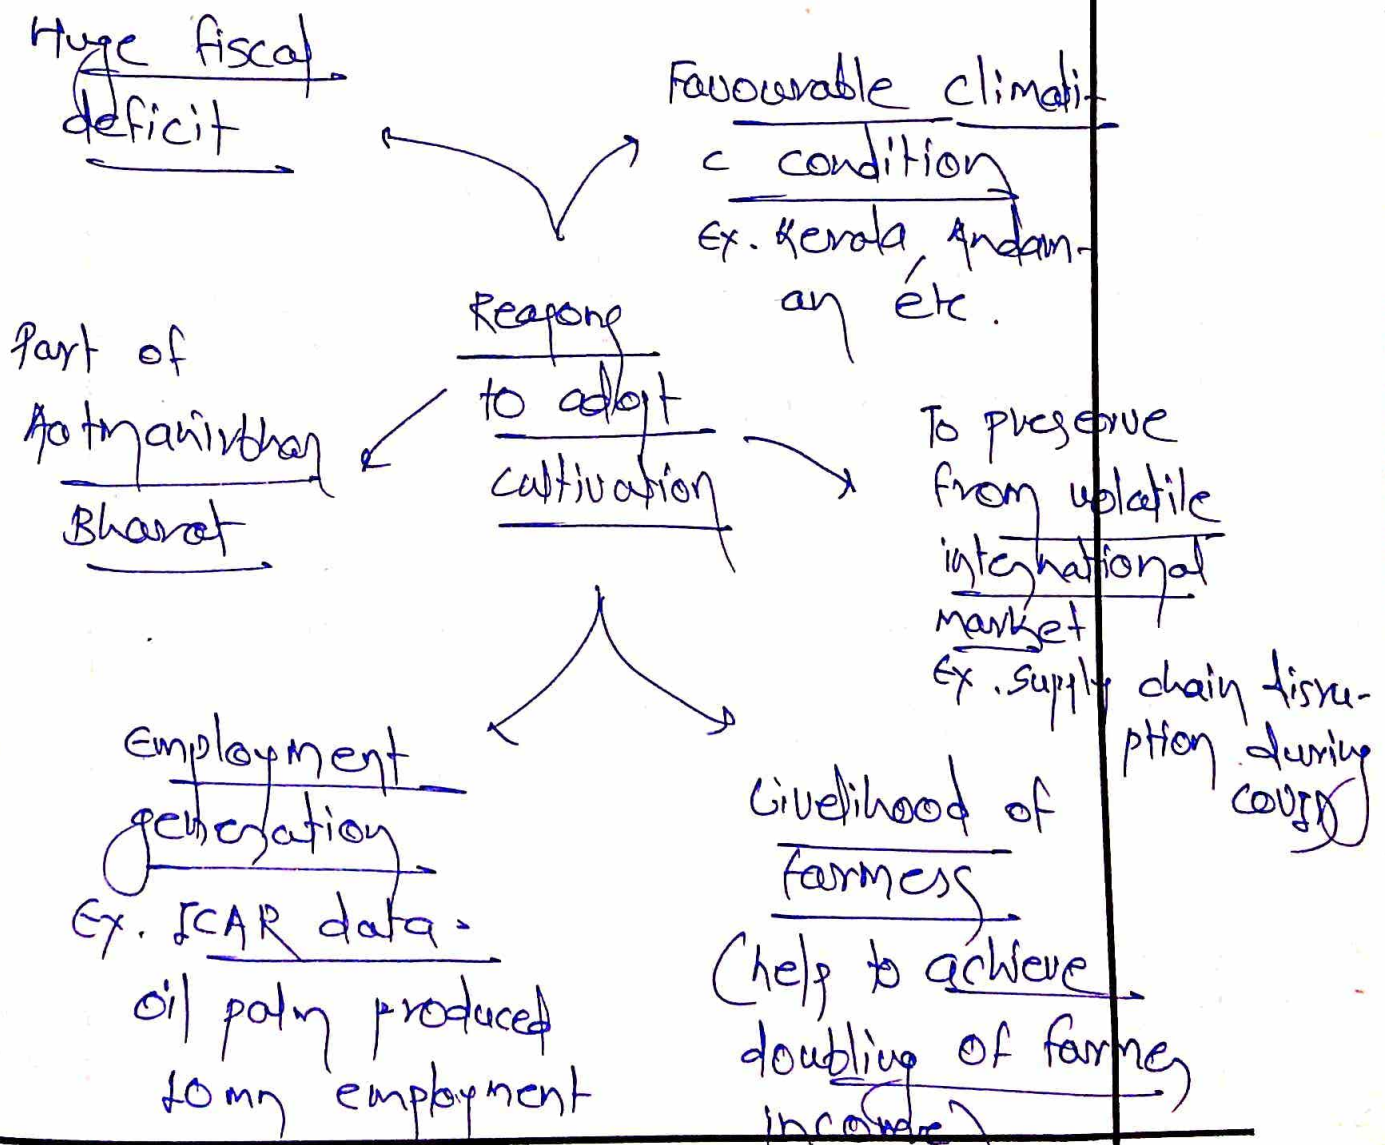 Huge fiscal
deficit
Favourable climati-
c condition
Ex. Kerala, Andam-
an etc.
Reasons
to adopt
cultivation
Part of
Aatmanirbhar
Bharat
To preserve
from volatile
international
market
Ex. supply chain disru-
ption during
COVID
Employment
generation
Ex. ICAR data -
oil palm produced
10mn employment
Livelihood of
farmers
(help to achieve
doubling of farmer
income)